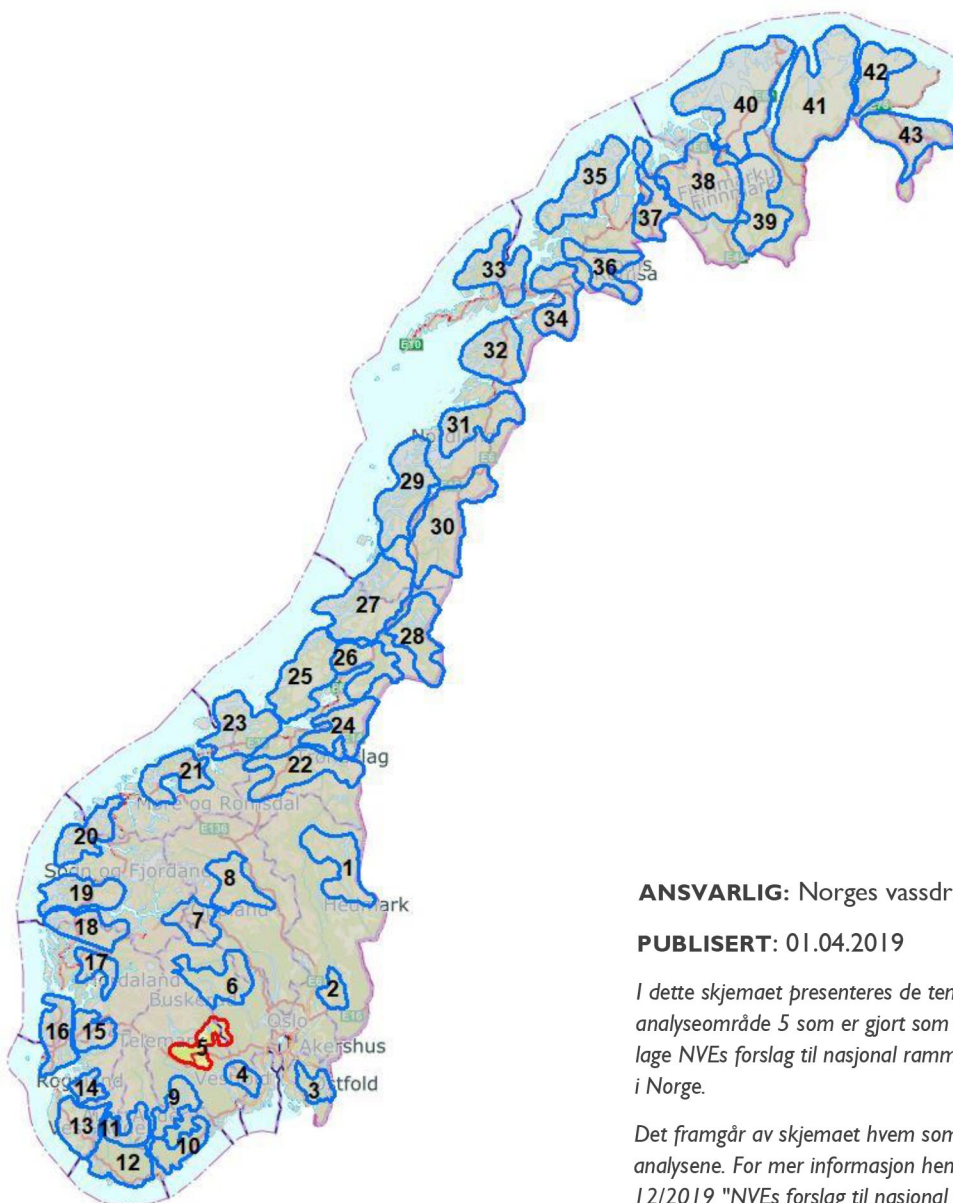 42
40
41
43
35
38
Finnmárku
Finnmark
37
39
33
36
34
32
E10
31
29
30
27
28
26
25
23
24
22
21
Møre og Romsdal
E136
20
1
8
Sogn og Fjordane
19
Hedmark
7
18
17
Hordaland
6
2
Buskerud
E16
Oslo
16
15
Telemark
5
Akershus
4
Rogaland
Østfold
14
3
9
13
11
10
12
ANSVARLIG: Norges vassdr
PUBLISERT: 01.04.2019
I dette skjemaet presenteres de ten
analyseområde 5 som er gjort som
lage NVEs forslag til nasjonal ramm
i Norge.
Det framgår av skjemaet hvem som
analysene. For mer informasjon hen
12/2019 "NVEs forslag til nasjonal